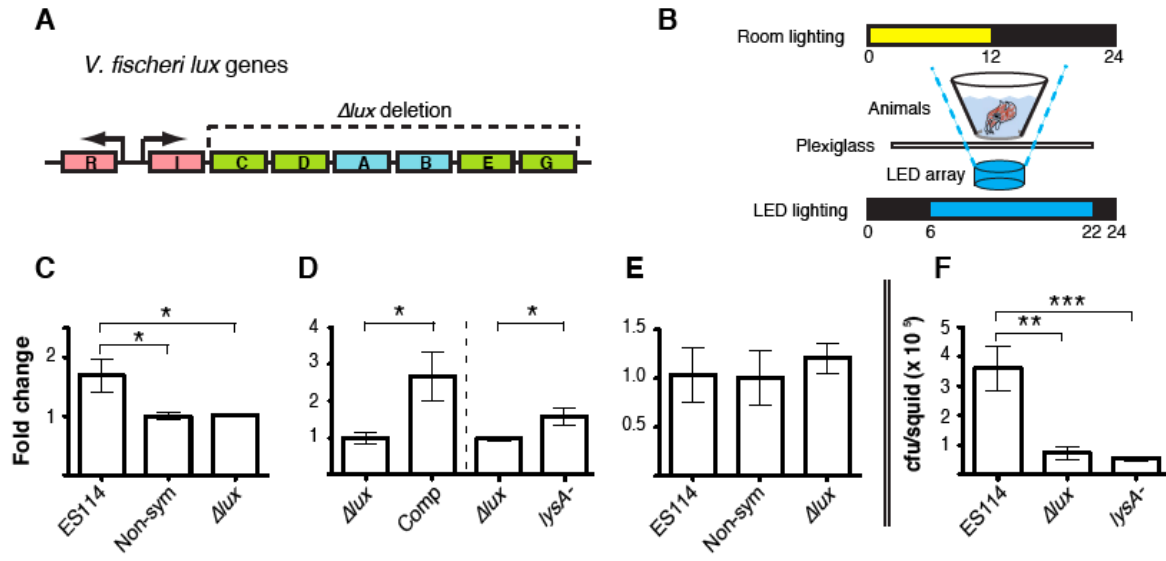 A
V. fischeri lux genes
Δlux deletion
R I C D A B E G
B
Room lighting
0 12 24
Animals
Plexiglass
LED array
LED lighting
0 6 22 24
C
Fold change
2
1
* *
ES114 Non-sym Δlux
D
4
3
2
1
* *
Δlux Comp Δlux lysA-
E
1.5
1.0
0.5
ES114 Non-sym Δlux
F
cfu/squid (x 10 5)
5
4
3
2
1
***
**
ES114 Δlux lysA-